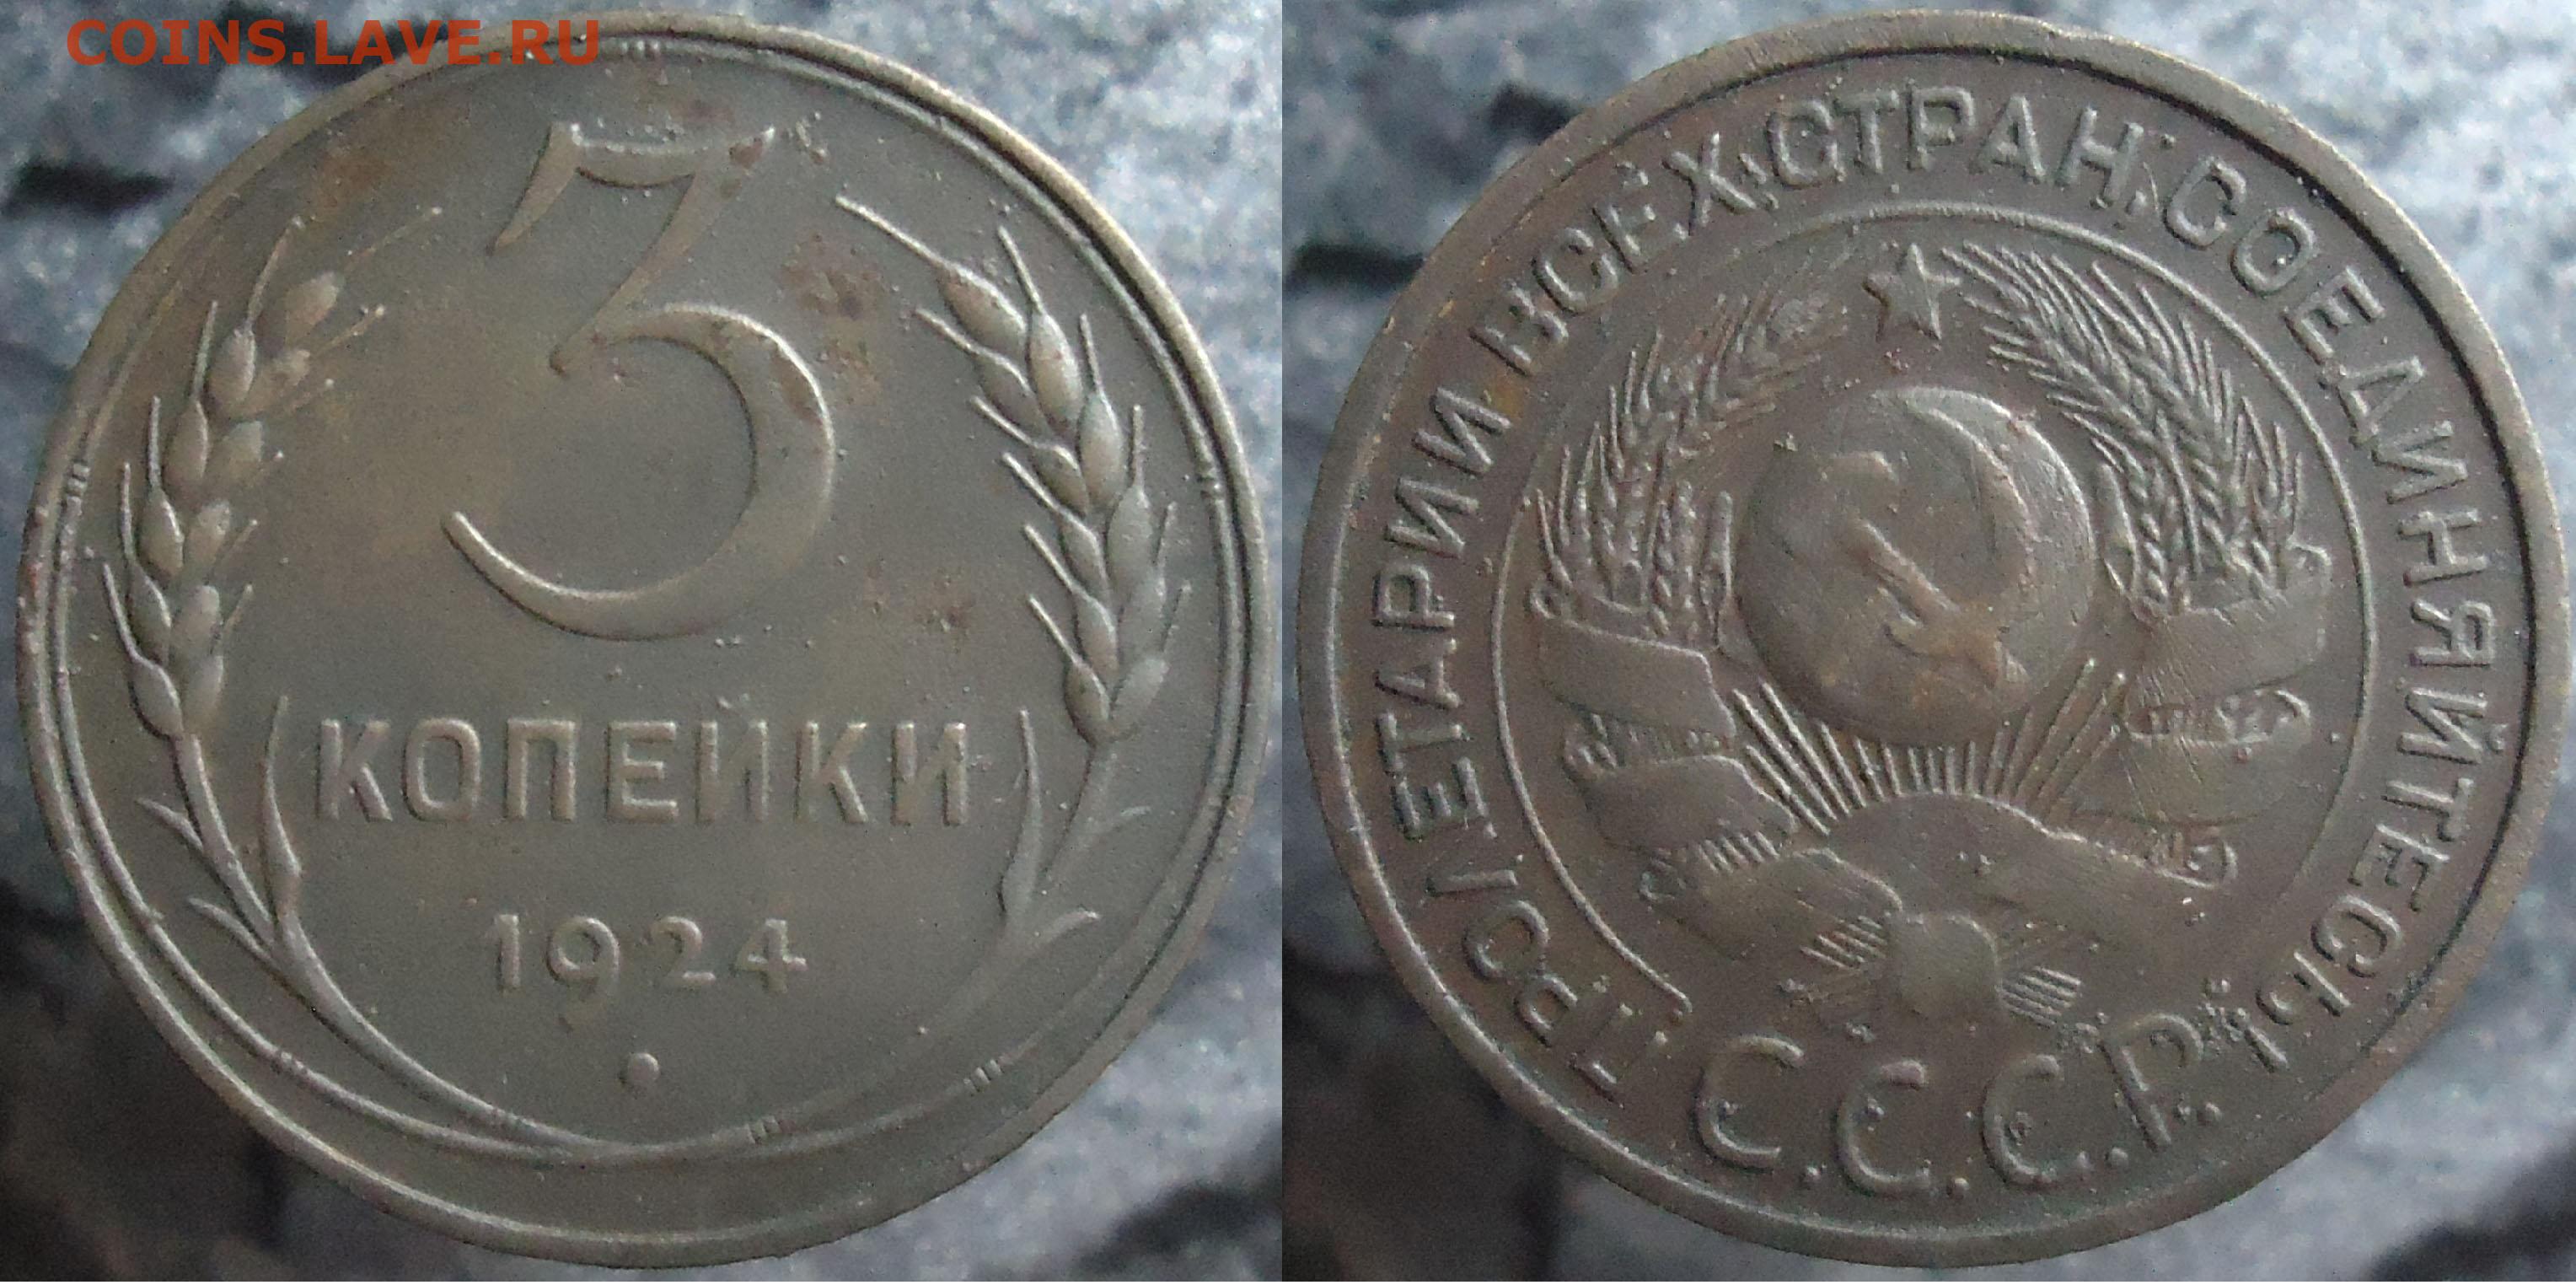 COINS.LAVE.RU
3
КОПЕЙКИ
1924
ПРОЛЕТАРИИ ВСЕХ СТРАН, СОЕДИНЯЙТЕСЬ!
С.С.С.Р.